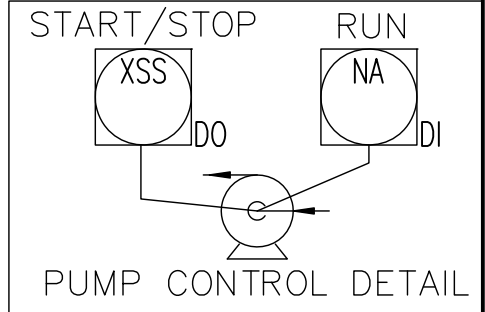 START/STOP RUN
XSS NA
DO DI
PUMP CONTROL DETAIL